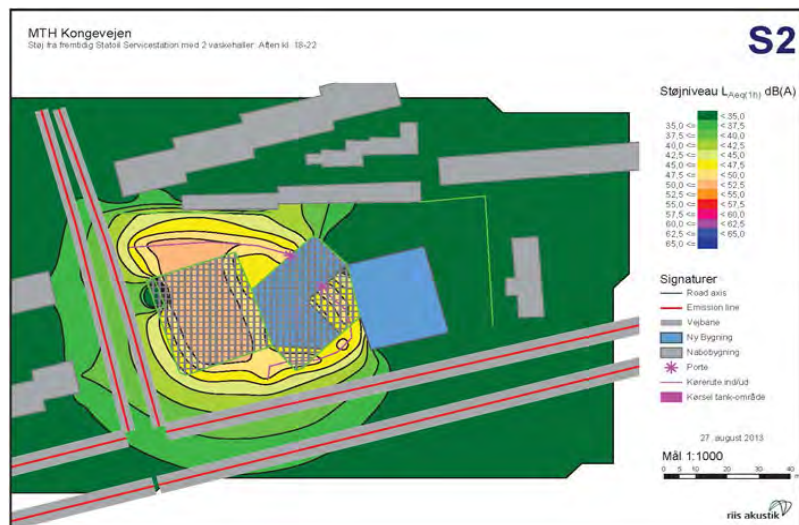 MTH Kongevejen
Støj fra fremtidig Statoil Servicestation med 2 vaskehaller. Aften kl. 18-22
S2
Støjniveau LAeq(1h) dB(A)
< 35,0
35,0 <= < 37,5
37,5 <= < 40,0
40,0 <= < 42,5
42,5 <= < 45,0
45,0 <= < 47,5
47,5 <= < 50,0
50,0 <= < 52,5
52,5 <= < 55,0
55,0 <= < 57,5
57,5 <= < 60,0
60,0 <= < 62,5
62,5 <= < 65,0
65,0 <=
Signaturer
Road axis
Emission line
Vejbane
Ny Bygning
Nabobygning
Porte
Kørerute ind/ud
Kørsel tank-område
27. august 2013
Mål 1:1000
0 5 10 20 30 40
m
riis akustik